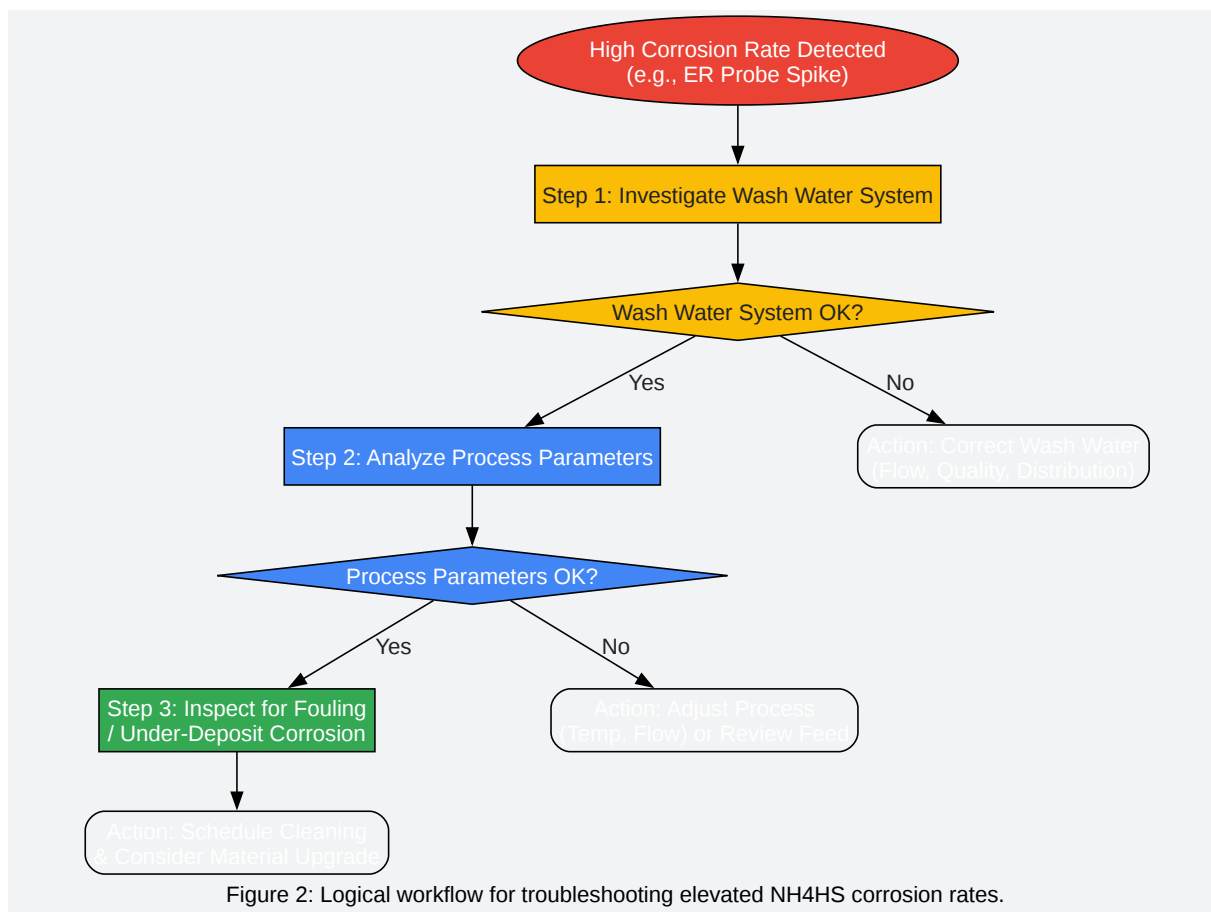 High Corrosion Rate Detected
(e.g., ER Probe Spike)
Step 1: Investigate Wash Water System
Wash Water System OK?
Yes
No
Step 2: Analyze Process Parameters
Action: Correct Wash Water
(Flow, Quality, Distribution)
Process Parameters OK?
Yes
No
Step 3: Inspect for Fouling
/ Under-Deposit Corrosion
Action: Adjust Process
(Temp, Flow) or Review Feed
Action: Schedule Cleaning
& Consider Material Upgrade
Figure 2: Logical workflow for troubleshooting elevated NH4HS corrosion rates.